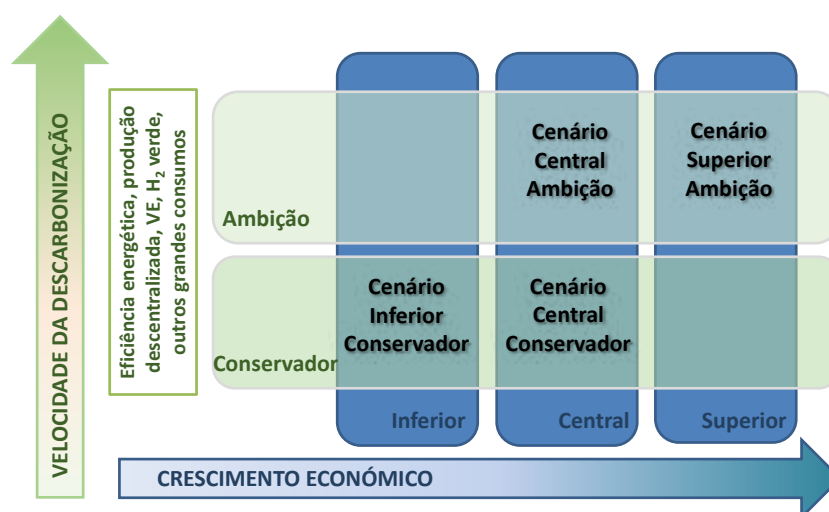 VELOCIDADE DA DESCARBONIZAÇÃO
Eficiência energética, produção
descentralizada, VE, H₂ verde,
outros grandes consumos
Cenário
Central
Ambição
Cenário
Superior
Ambição
Ambição
Cenário
Inferior
Conservador
Cenário
Central
Conservador
Conservador
Inferior
Central
Superior
CRESCIMENTO ECONÓMICO